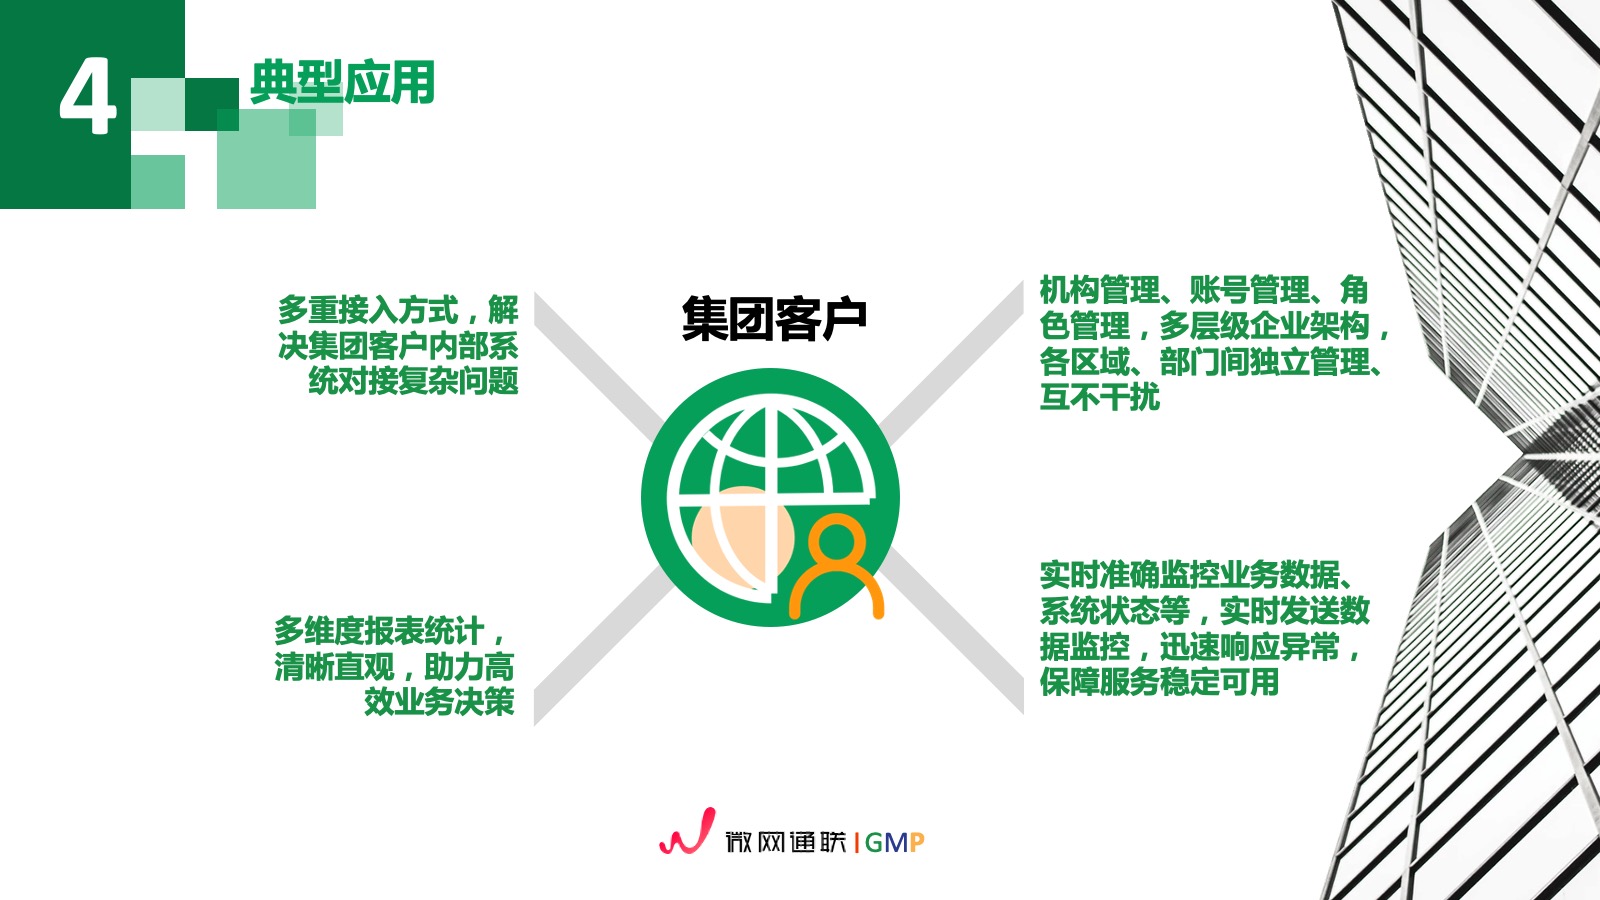 4
典型应用
多重接入方式，解
决集团客户内部系
统对接复杂问题
集团客户
机构管理、账号管理、角
色管理，多层级企业架构，
各区域、部门间独立管理、
互不干扰
多维度报表统计，
清晰直观，助力高
效业务决策
实时准确监控业务数据、
系统状态等，实时发送数
据监控，迅速响应异常，
保障服务稳定可用
微网通联|GMP